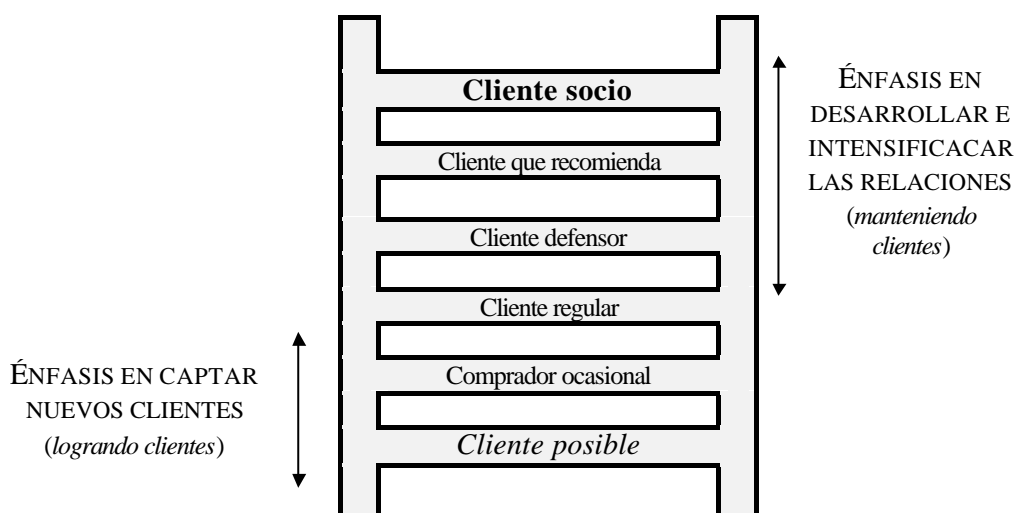 Cliente socio
Cliente que recomienda
Cliente defensor
Cliente regular
Comprador ocasional
Cliente posible
ÉNFASIS EN
DESARROLLAR E
INTENSIFICACAR
LAS RELACIONES
(manteniendo
clientes)
ÉNFASIS EN CAPTAR
NUEVOS CLIENTES
(logrando clientes)